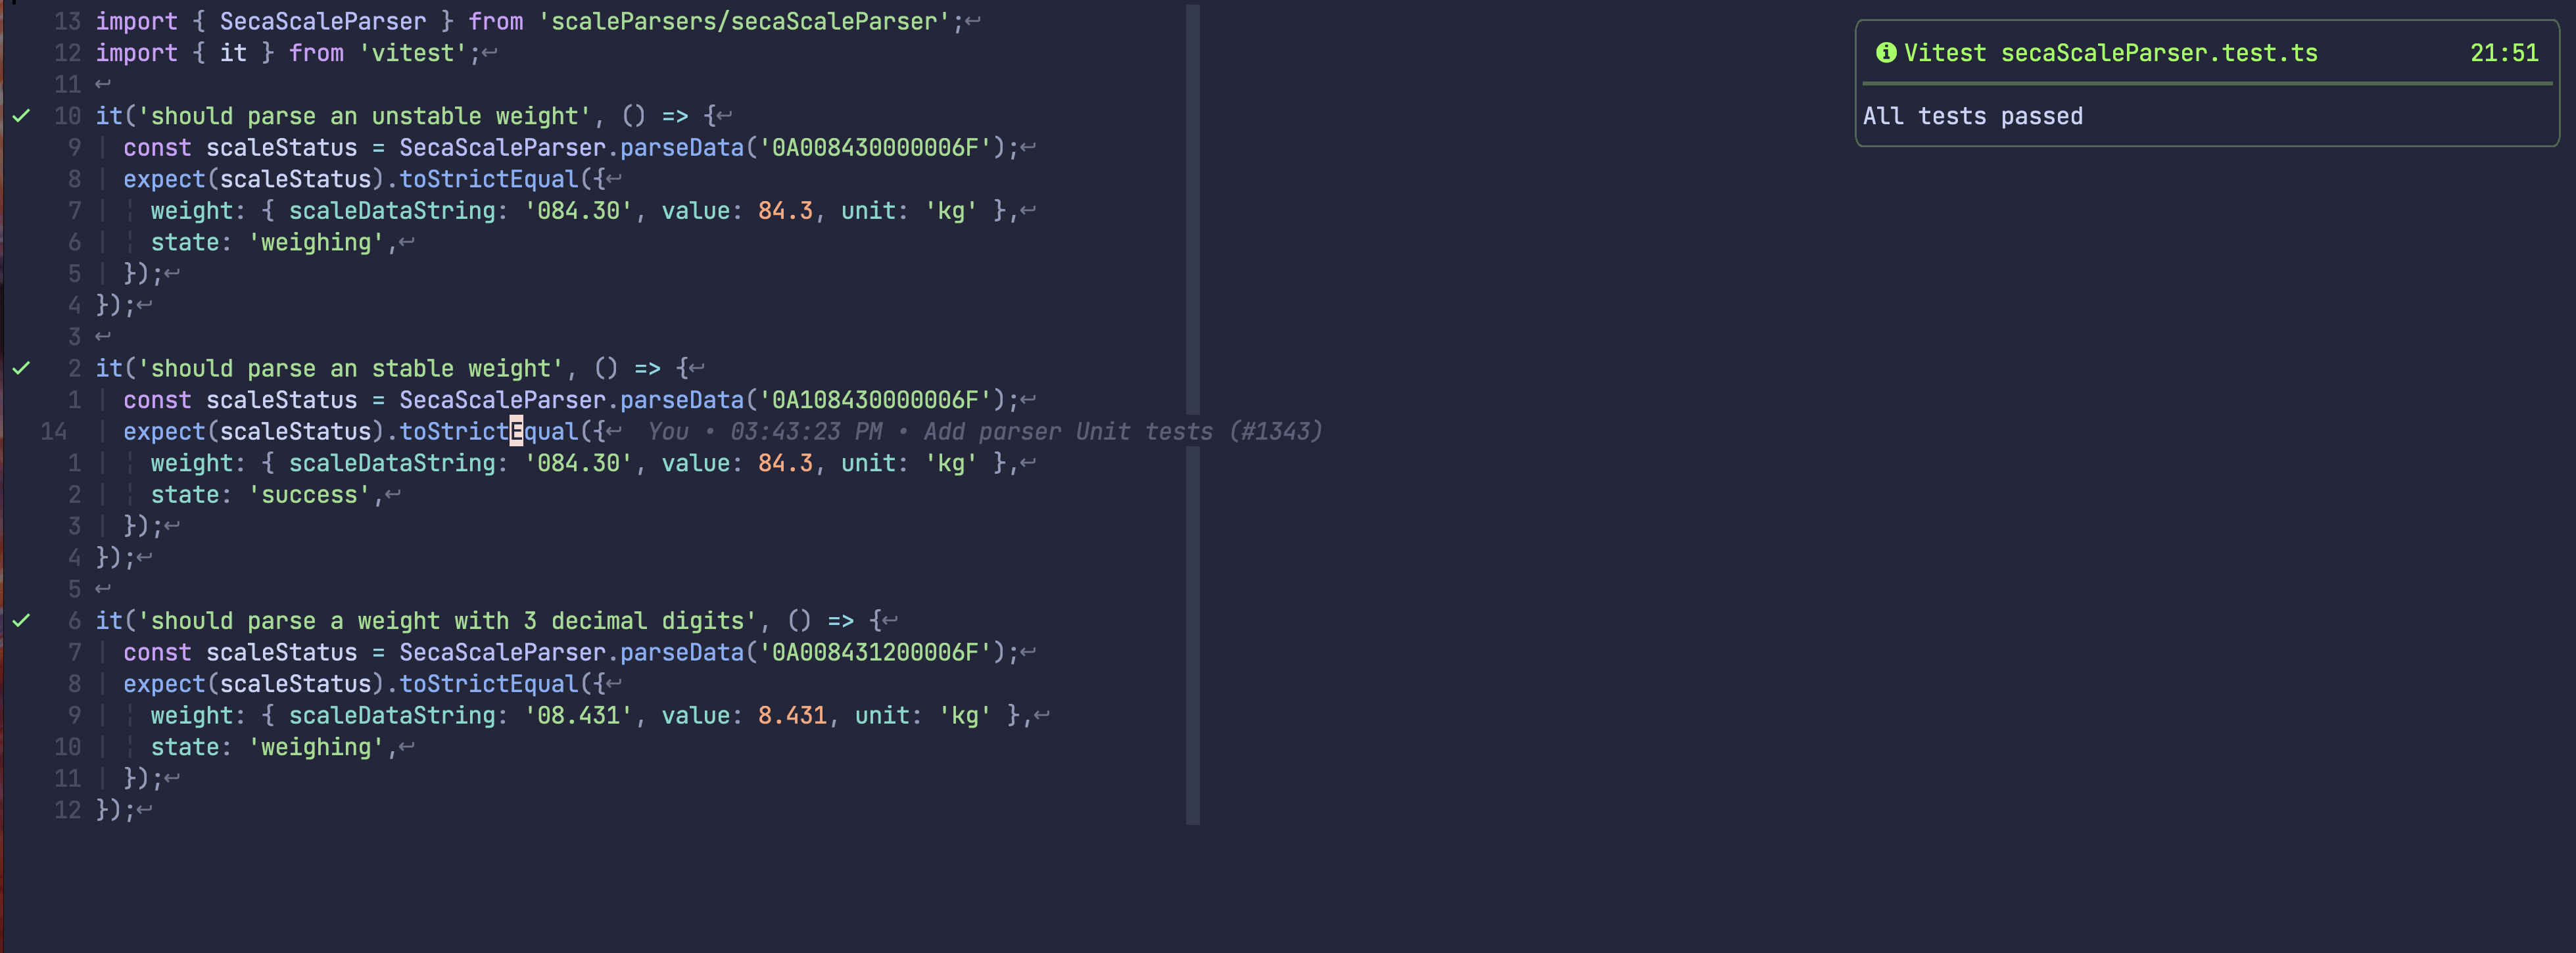 13 import { SecaScaleParser } from 'scaleParsers/secaScaleParser';↩
12 import { it } from 'vitest';↩
11 ↩
10 it('should parse an unstable weight', () => {↩
9 const scaleStatus = SecaScaleParser.parseData('0A008430000006F');↩
8 expect(scaleStatus).toStrictEqual({↩
7 weight: { scaleDataString: '084.30', value: 84.3, unit: 'kg' },↩
6 state: 'weighing',↩
5 });↩
4 });↩
3 ↩
2 it('should parse an stable weight', () => {↩
1 const scaleStatus = SecaScaleParser.parseData('0A108430000006F');↩
14 expect(scaleStatus).toStrictEqual({↩ You • 03:43:23 PM • Add parser Unit tests (#1343)
1 weight: { scaleDataString: '084.30', value: 84.3, unit: 'kg' },↩
2 state: 'success',↩
3 });↩
4 });↩
5 ↩
6 it('should parse a weight with 3 decimal digits', () => {↩
7 const scaleStatus = SecaScaleParser.parseData('0A008431200006F');↩
8 expect(scaleStatus).toStrictEqual({↩
9 weight: { scaleDataString: '08.431', value: 8.431, unit: 'kg' },↩
10 state: 'weighing',↩
11 });↩
12 });↩
Vitest secaScaleParser.test.ts 21:51
All tests passed